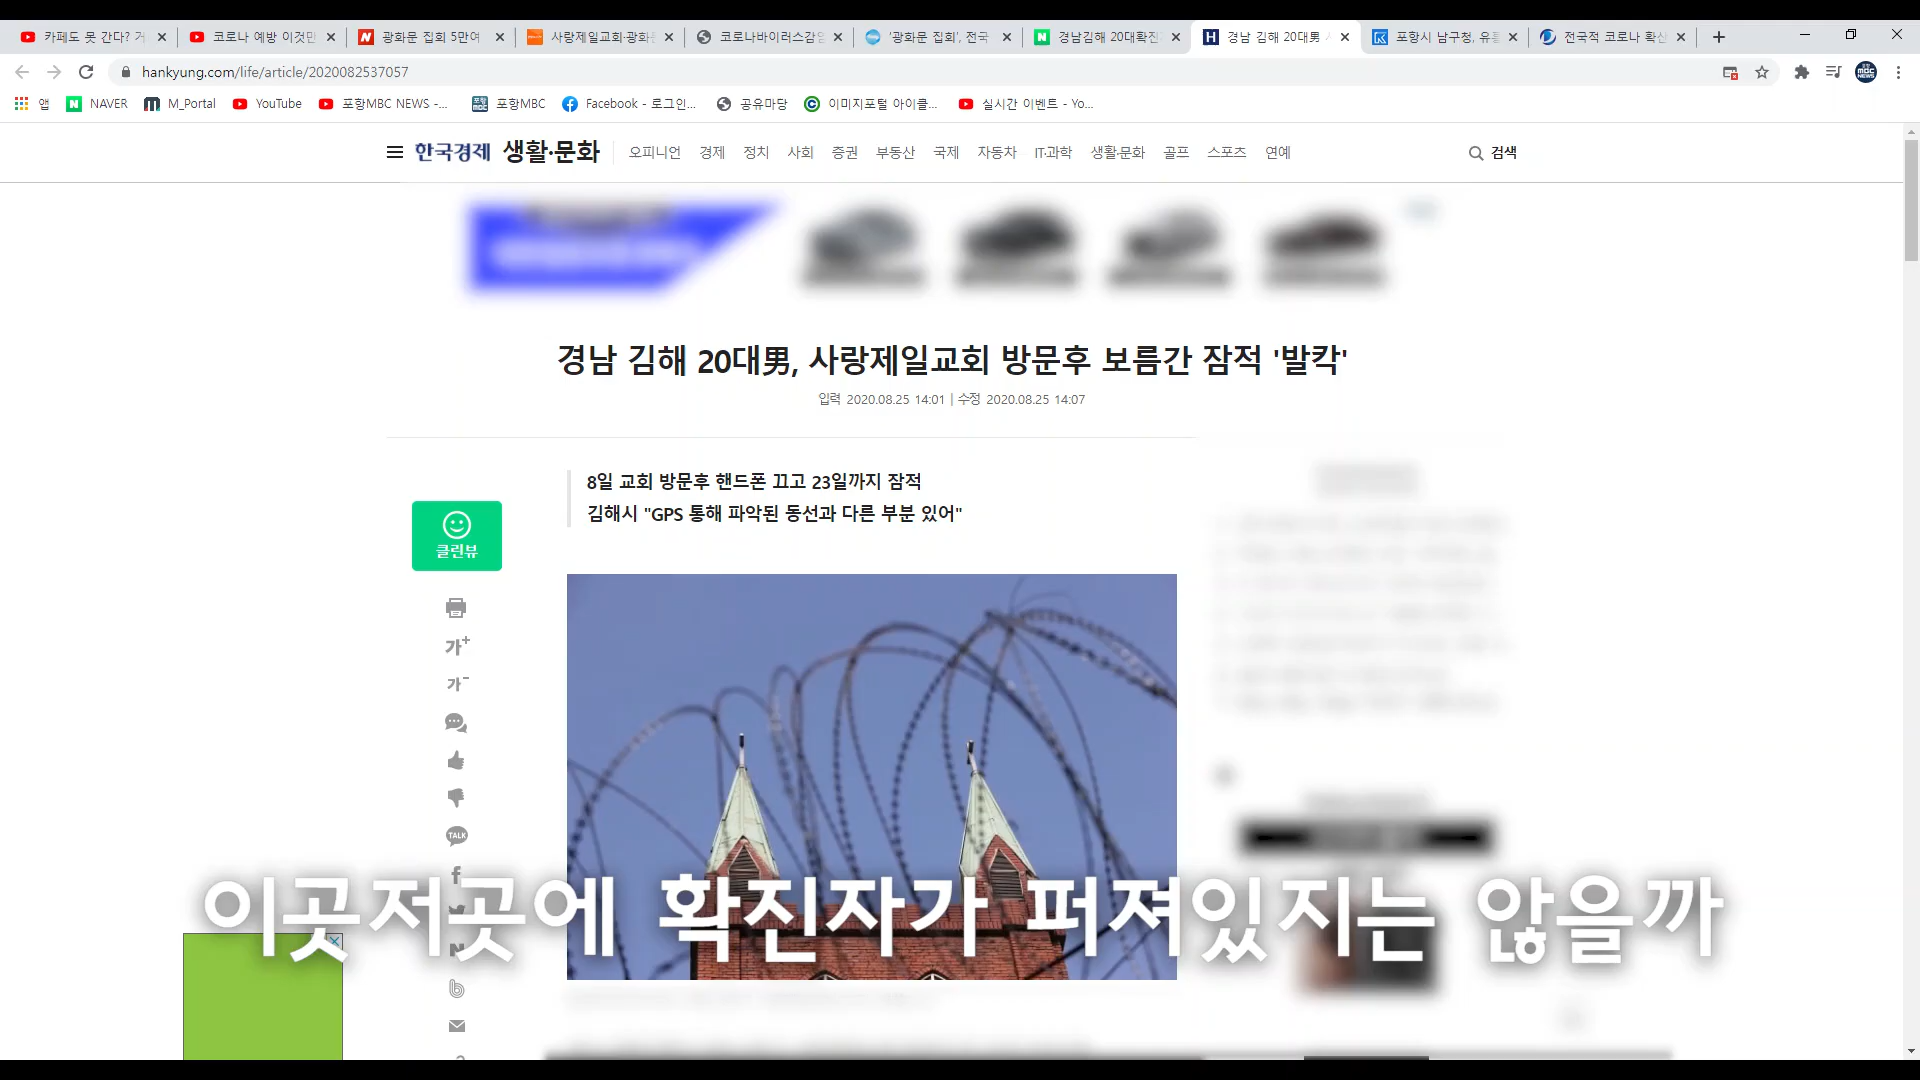 카페도 못 간다? 거
코로나 예방 이것만
광화문 집회 5만여
사랑제일교회·광화문
코로나바이러스감염
'광화문 집회', 전국
경남김해 20대확진자
경남 김해 20대男
포항시 남구청, 유흥
전국적 코로나 확산
hankyung.com/life/article/2020082537057
앱 NAVER M_Portal YouTube 포항MBC NEWS -... 포항MBC Facebook - 로그인... 공유마당 이미지포털 아이클... 실시간 이벤트 - Yo...
한국경제 생활·문화 오피니언 경제 정치 사회 증권 부동산 국제 자동차 IT·과학 생활·문화 골프 스포츠 연예 검색
경남 김해 20대男, 사랑제일교회 방문후 보름간 잠적 '발칵'
입력 2020.08.25 14:01 | 수정 2020.08.25 14:07
8일 교회 방문후 핸드폰 끄고 23일까지 잠적
김해시 "GPS 통해 파악된 동선과 다른 부분 있어"
클린뷰
가+
가-
TALK
이곳저곳에 확진자가 퍼져있지는 않을까